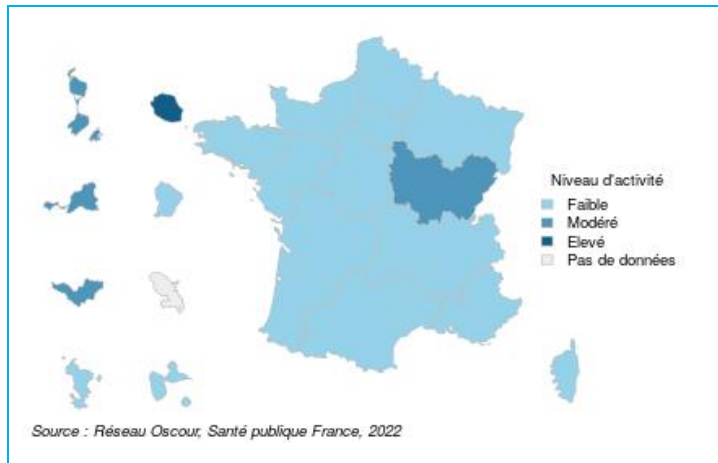 Niveau d'activité
Faible
Modéré
Elevé
Pas de données
Source : Réseau Oscour, Santé publique France, 2022